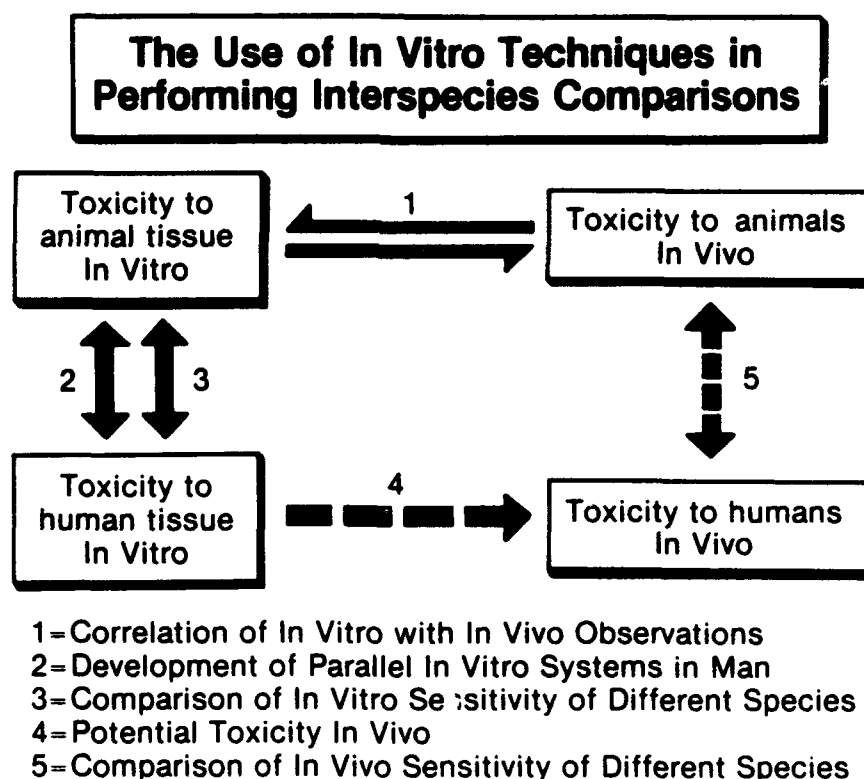 The Use of In Vitro Techniques in
Performing Interspecies Comparisons
Toxicity to
animal tissue
In Vitro
1
Toxicity to animals
In Vivo
2
3
5
Toxicity to
human tissue
In Vitro
4
Toxicity to humans
In Vivo
1=Correlation of In Vitro with In Vivo Observations
2=Development of Parallel In Vitro Systems in Man
3=Comparison of In Vitro Sensitivity of Different Species
4=Potential Toxicity In Vivo
5=Comparison of In Vivo Sensitivity of Different Species